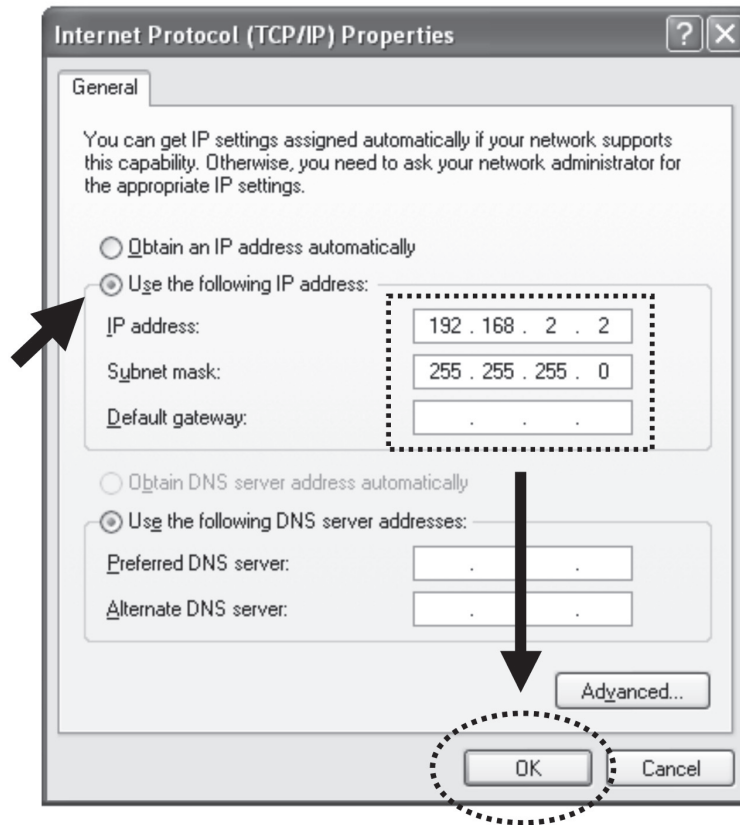 Internet Protocol (TCP/IP) Properties
General
You can get IP settings assigned automatically if your network supports
this capability. Otherwise, you need to ask your network administrator for
the appropriate IP settings.
Obtain an IP address automatically
Use the following IP address:
IP address: 192 . 168 . 2 . 2
Subnet mask: 255 . 255 . 255 . 0
Default gateway: . . .
Obtain DNS server address automatically
Use the following DNS server addresses:
Preferred DNS server: . . .
Alternate DNS server: . . .
Advanced...
OK Cancel